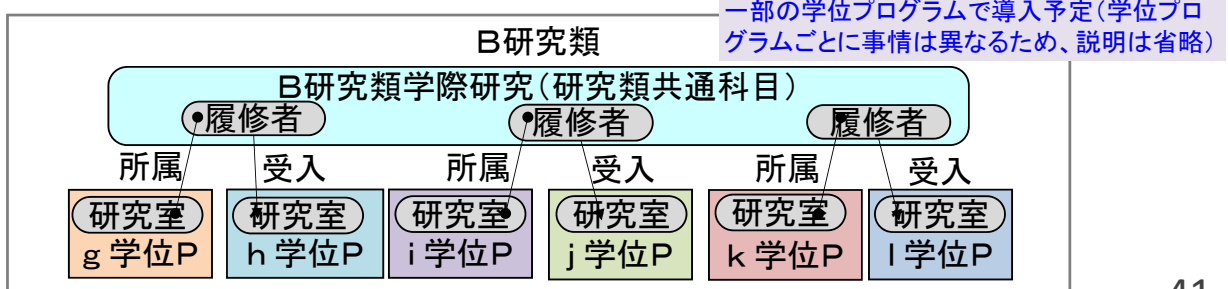 一部の学位プログラムで導入予定(学位プロ
グラムごとに事情は異なるため、説明は省略)
B研究類
B研究類学際研究(研究類共通科目)
履修者 履修者 履修者
所属 受入 所属 受入 所属 受入
研究室 研究室 研究室 研究室 研究室 研究室
g 学位P h 学位P i 学位P j 学位P k 学位P l 学位P
41